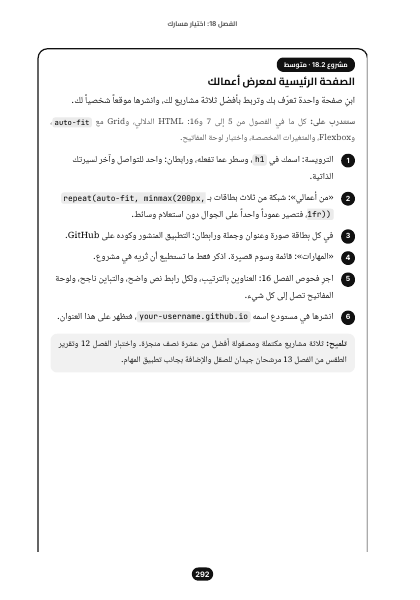 الفصل 18: اختيار مسارك
مشروع 18.2 · متوسط
الصفحة الرئيسية لمعرض أعمالك
ابنِ صفحة واحدة تعرّف بك وتربط بأفضل ثلاثة مشاريع لك، وانشرها موقعاً شخصياً لك.
ستتدرب على: كل ما في الفصول من 5 إلى 7 و16: HTML الدلالي، وGrid مع auto-fit،
وFlexbox، والمتغيرات المخصصة، واختبار لوحة المفاتيح.
1 الترويسة: اسمك في h1، وسطر عما تفعله، ورابطان: واحد للتواصل وآخر لسيرتك
الذاتية.
2 «من أعمالي»: شبكة من ثلاث بطاقات بـ repeat(auto-fit, minmax(200px,
1fr))، فتصير عموداً واحداً على الجوال دون استعلام وسائط.
3 في كل بطاقة صورة وعنوان وجملة ورابطان: التطبيق المنشور وكوده على GitHub.
4 «المهارات»: قائمة وسوم قصيرة. اذكر فقط ما تستطيع أن تُريه في مشروع.
5 اجرِ فحوص الفصل 16: العناوين بالترتيب، ولكل رابط نص واضح، والتباين ناجح، ولوحة
المفاتيح تصل إلى كل شيء.
6 انشرها في مستودع اسمه your-username.github.io، فتظهر على هذا العنوان.
تلميح: ثلاثة مشاريع مكتملة ومصقولة أفضل من عشرة نصف منجزة. واختبار الفصل 12 وتقرير
الطقس من الفصل 13 مرشحان جيدان للصقل والإضافة بجانب تطبيق المهام.
292